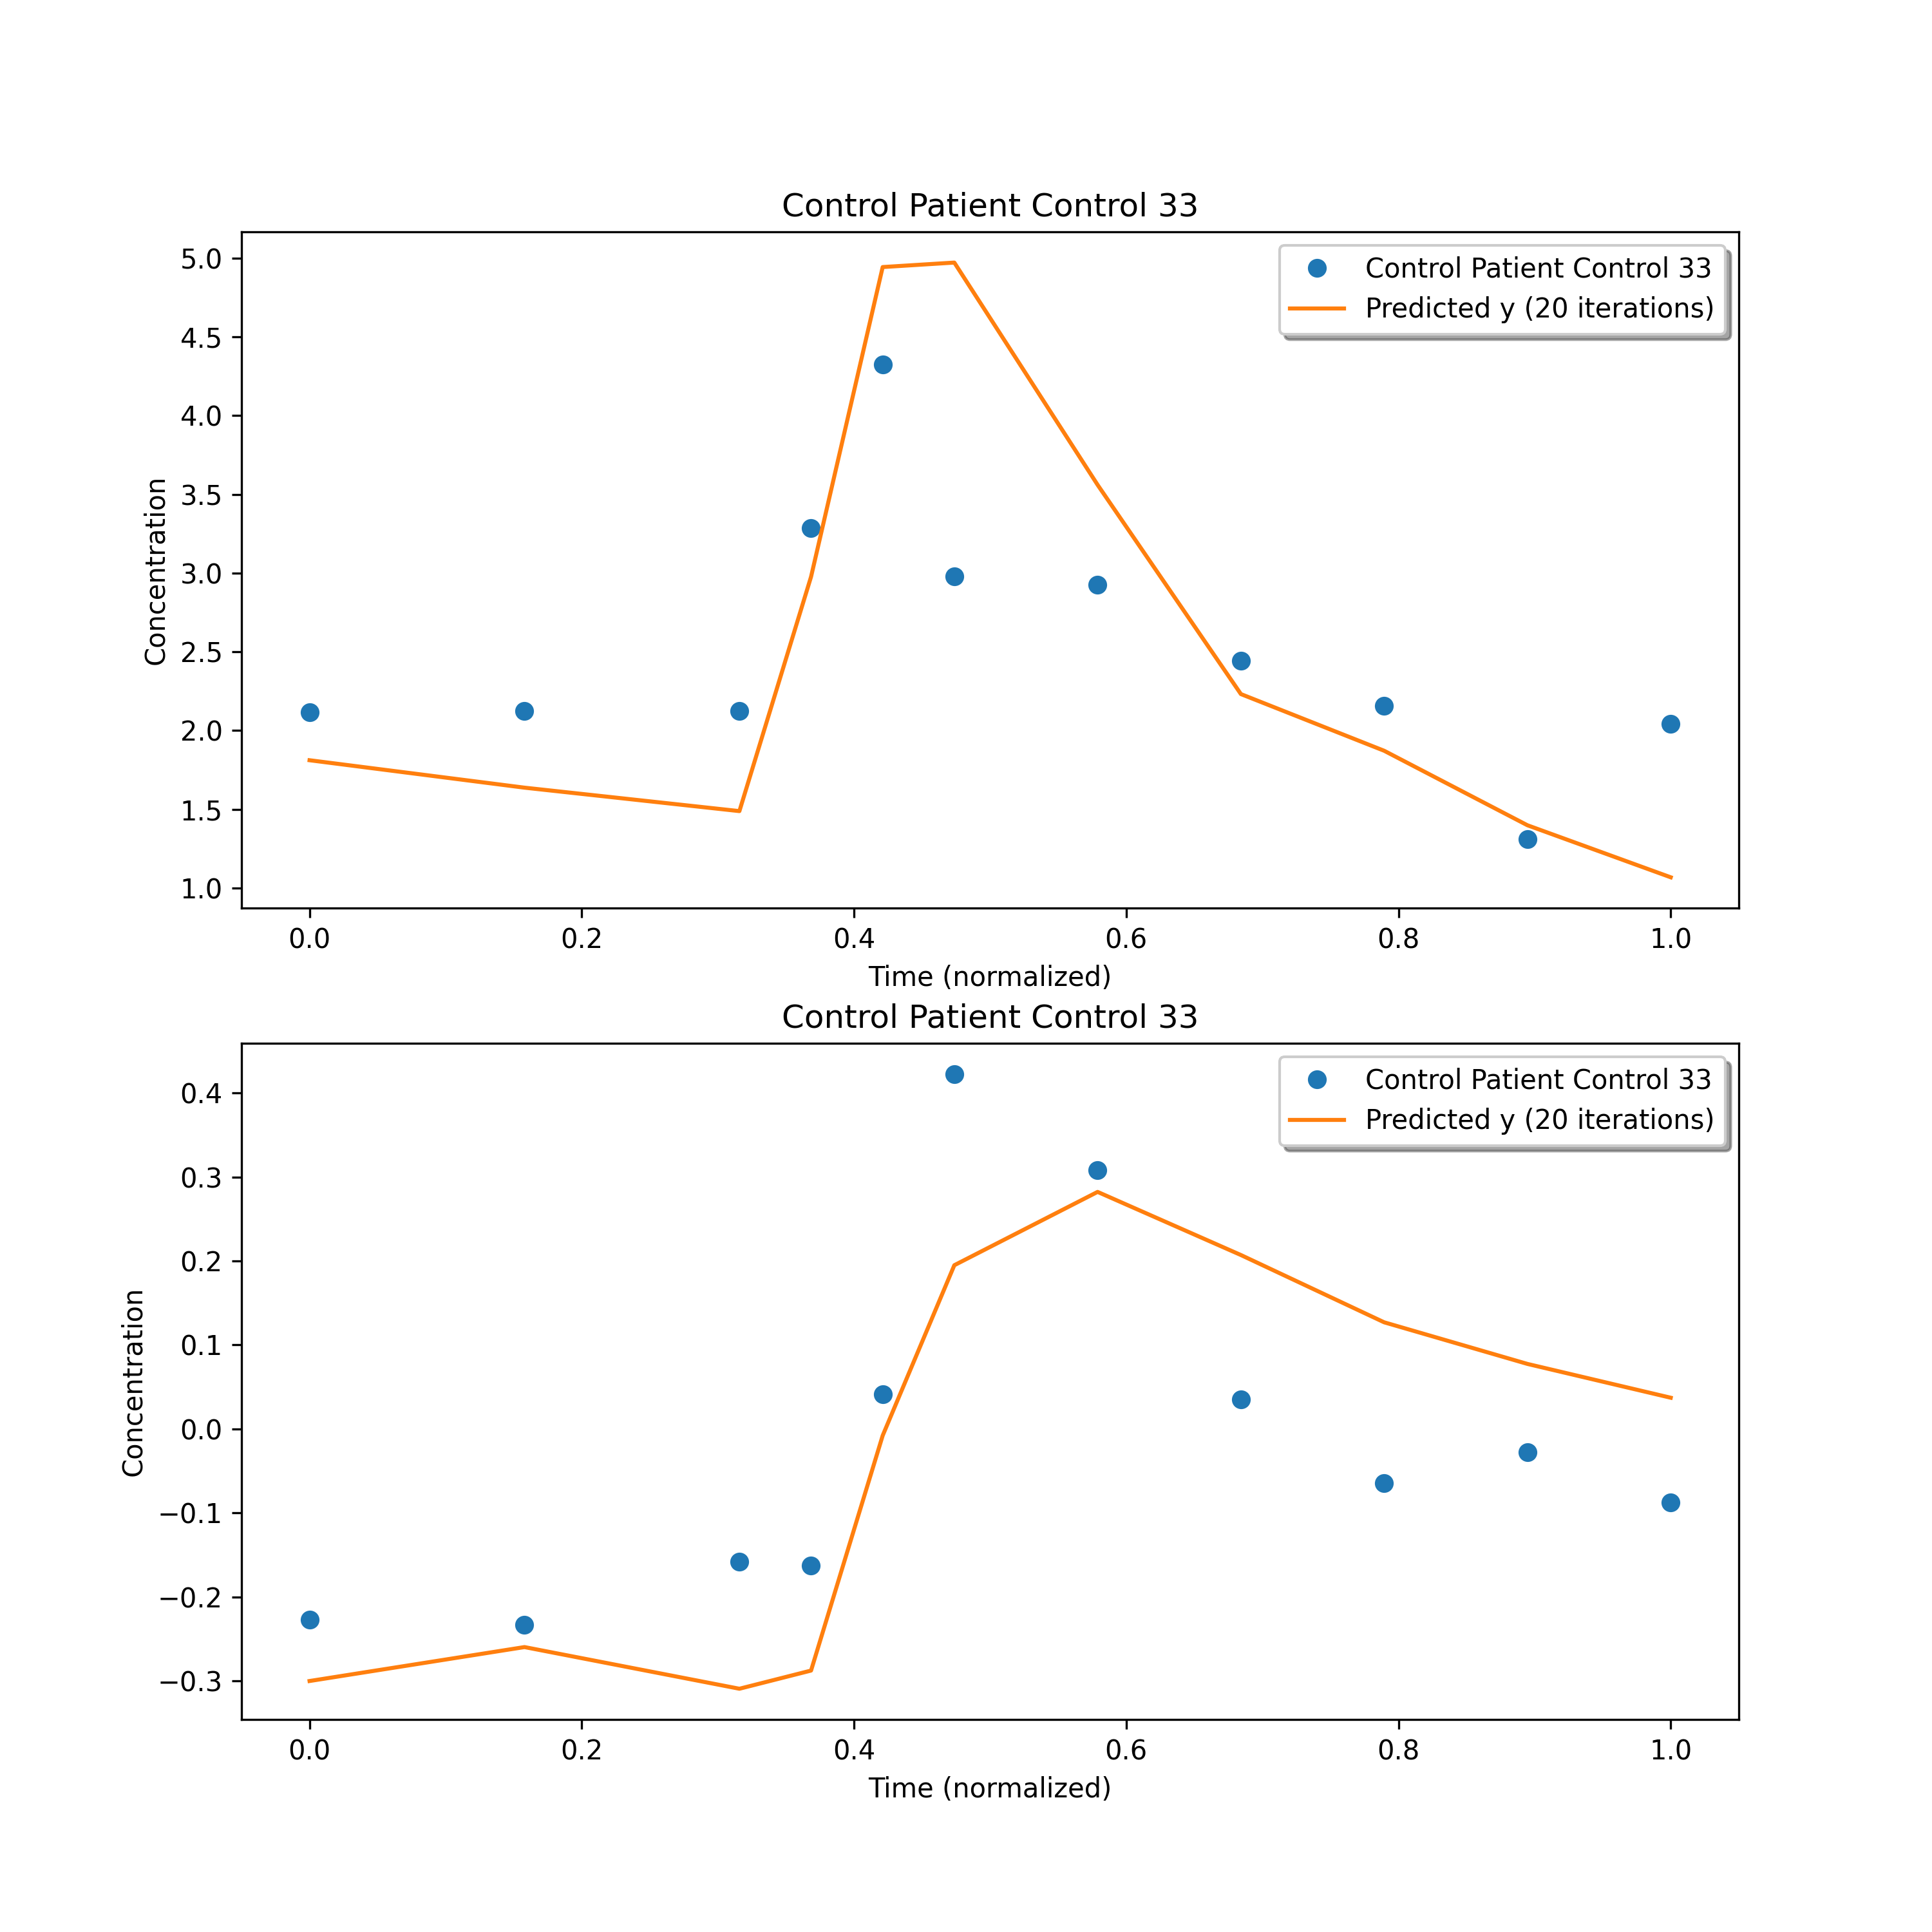 Control Patient Control 33
Control Patient Control 33
Predicted y (20 iterations)
5.0
4.5
4.0
3.5
3.0
2.5
2.0
1.5
1.0
Concentration
0.0 0.2 0.4 0.6 0.8 1.0
Time (normalized)
Control Patient Control 33
Control Patient Control 33
Predicted y (20 iterations)
0.4
0.3
0.2
0.1
0.0
−0.1
−0.2
−0.3
Concentration
0.0 0.2 0.4 0.6 0.8 1.0
Time (normalized)